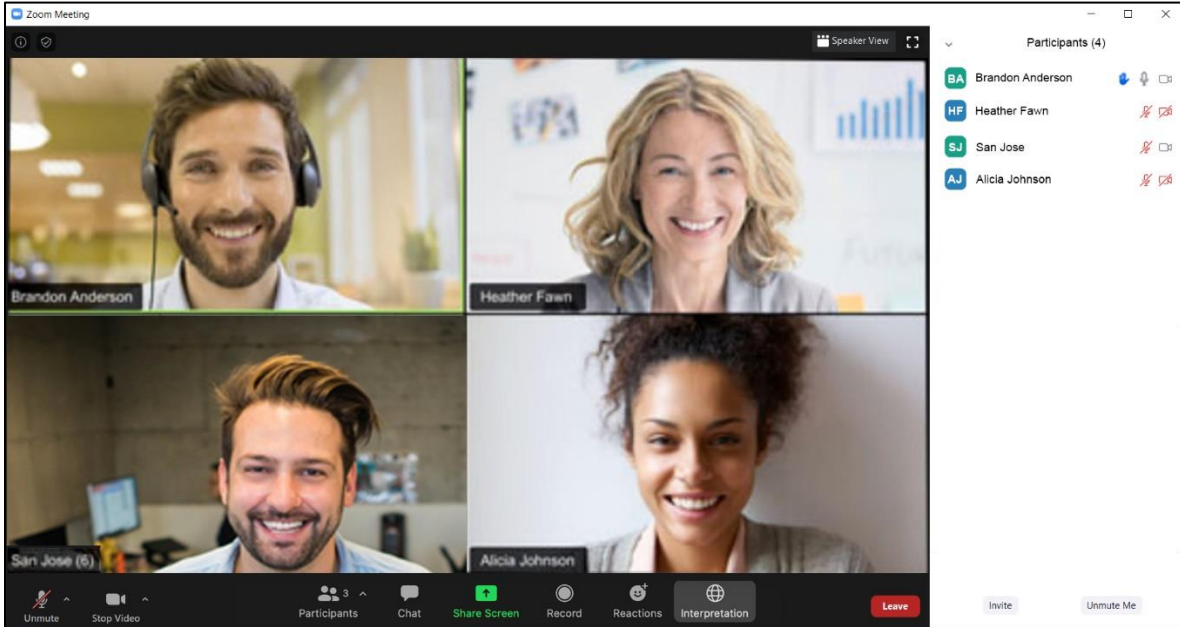 Zoom Meeting
Speaker View
Participants (4)
BA Brandon Anderson
HF Heather Fawn
SJ San Jose
AJ Alicia Johnson
Brandon Anderson
Heather Fawn
San Jose (6)
Alicia Johnson
Unmute
Stop Video
3
Participants
Chat
Share Screen
Record
Reactions
Interpretation
Leave
Invite
Unmute Me